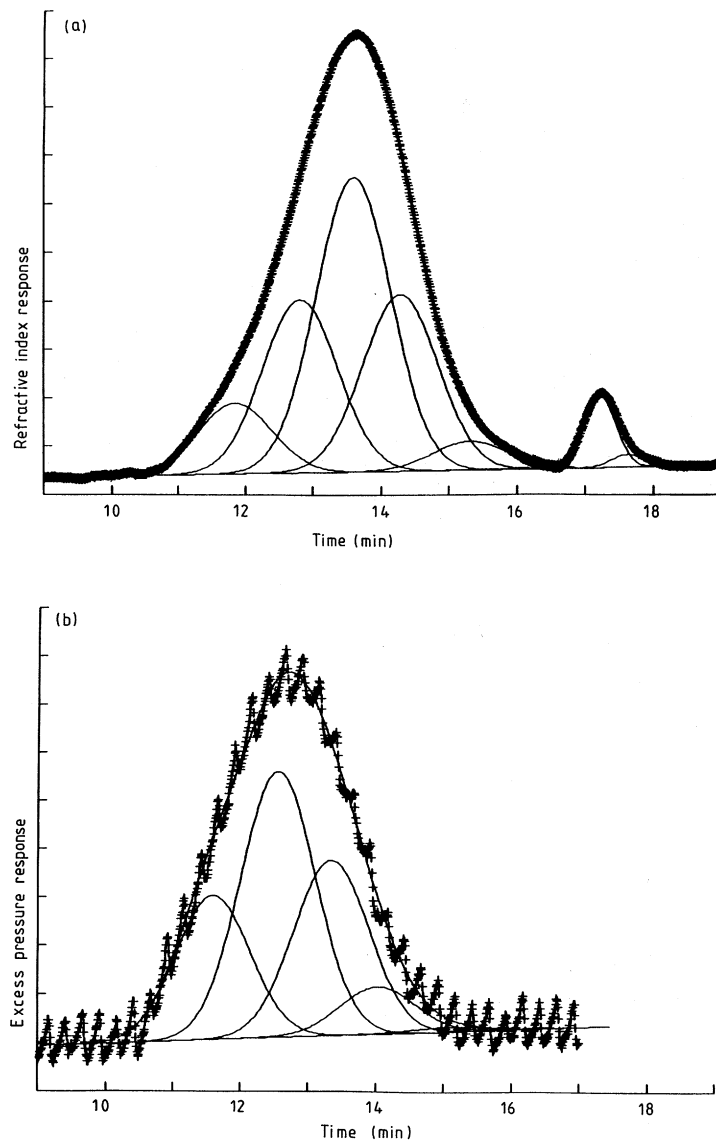 (a)
Refractive index response
10 12 14 16 18
Time (min)
(b)
Excess pressure response
10 12 14 16 18
Time (min)